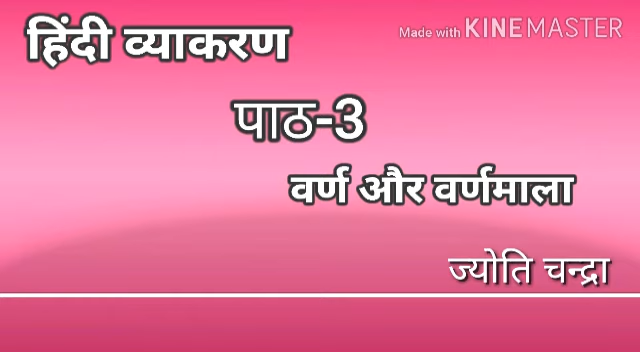 हिंदी व्याकरण
Made with KINEMASTER
पाठ-3
वर्ण और वर्णमाला
ज्योति चन्द्रा